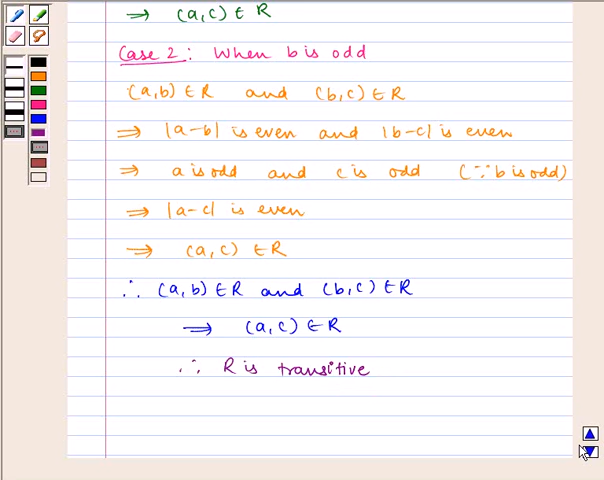 ⇒ (a,c) ∈ R
Case 2: When b is odd
(a,b) ∈ R and (b,c) ∈ R
⇒ |a-b| is even and |b-c| is even
⇒ a is odd and c is odd (∵ b is odd)
⇒ |a-c| is even
⇒ (a,c) ∈ R
∴ (a,b) ∈ R and (b,c) ∈ R
⇒ (a,c) ∈ R
∴ R is transitive